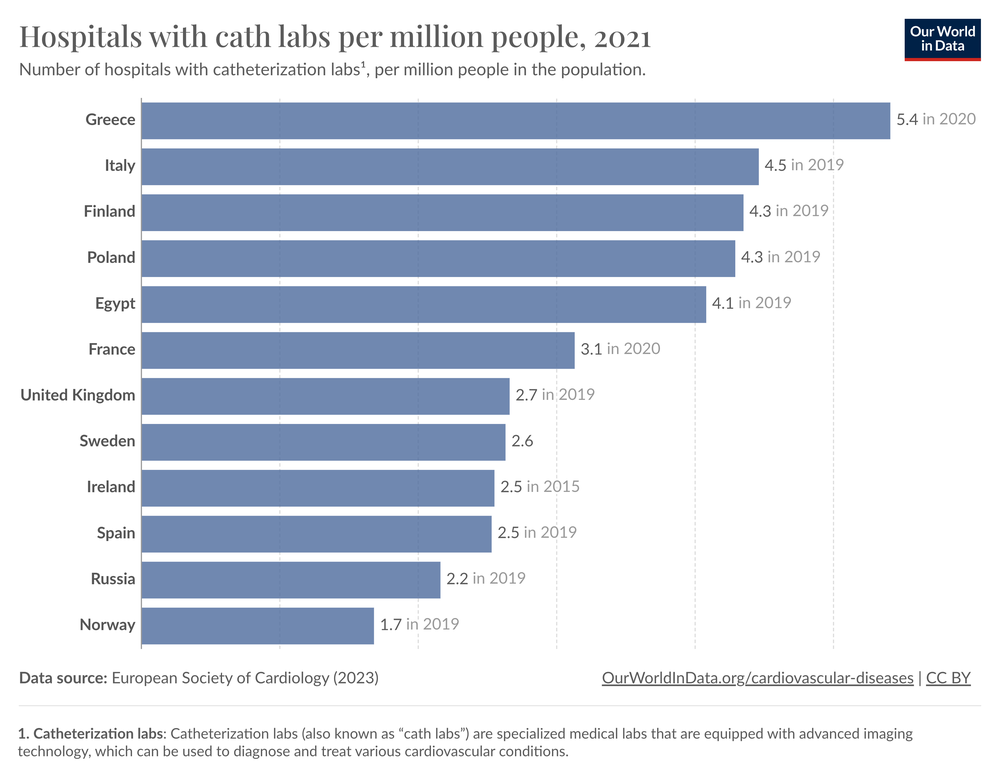 Hospitals with cath labs per million people, 2021
Our World
in Data
Number of hospitals with catheterization labs¹, per million people in the population.
Greece 5.4 in 2020
Italy 4.5 in 2019
Finland 4.3 in 2019
Poland 4.3 in 2019
Egypt 4.1 in 2019
France 3.1 in 2020
United Kingdom 2.7 in 2019
Sweden 2.6
Ireland 2.5 in 2015
Spain 2.5 in 2019
Russia 2.2 in 2019
Norway 1.7 in 2019
Data source: European Society of Cardiology (2023) OurWorldInData.org/cardiovascular-diseases | CC BY
1. Catheterization labs: Catheterization labs (also known as “cath labs”) are specialized medical labs that are equipped with advanced imaging
technology, which can be used to diagnose and treat various cardiovascular conditions.